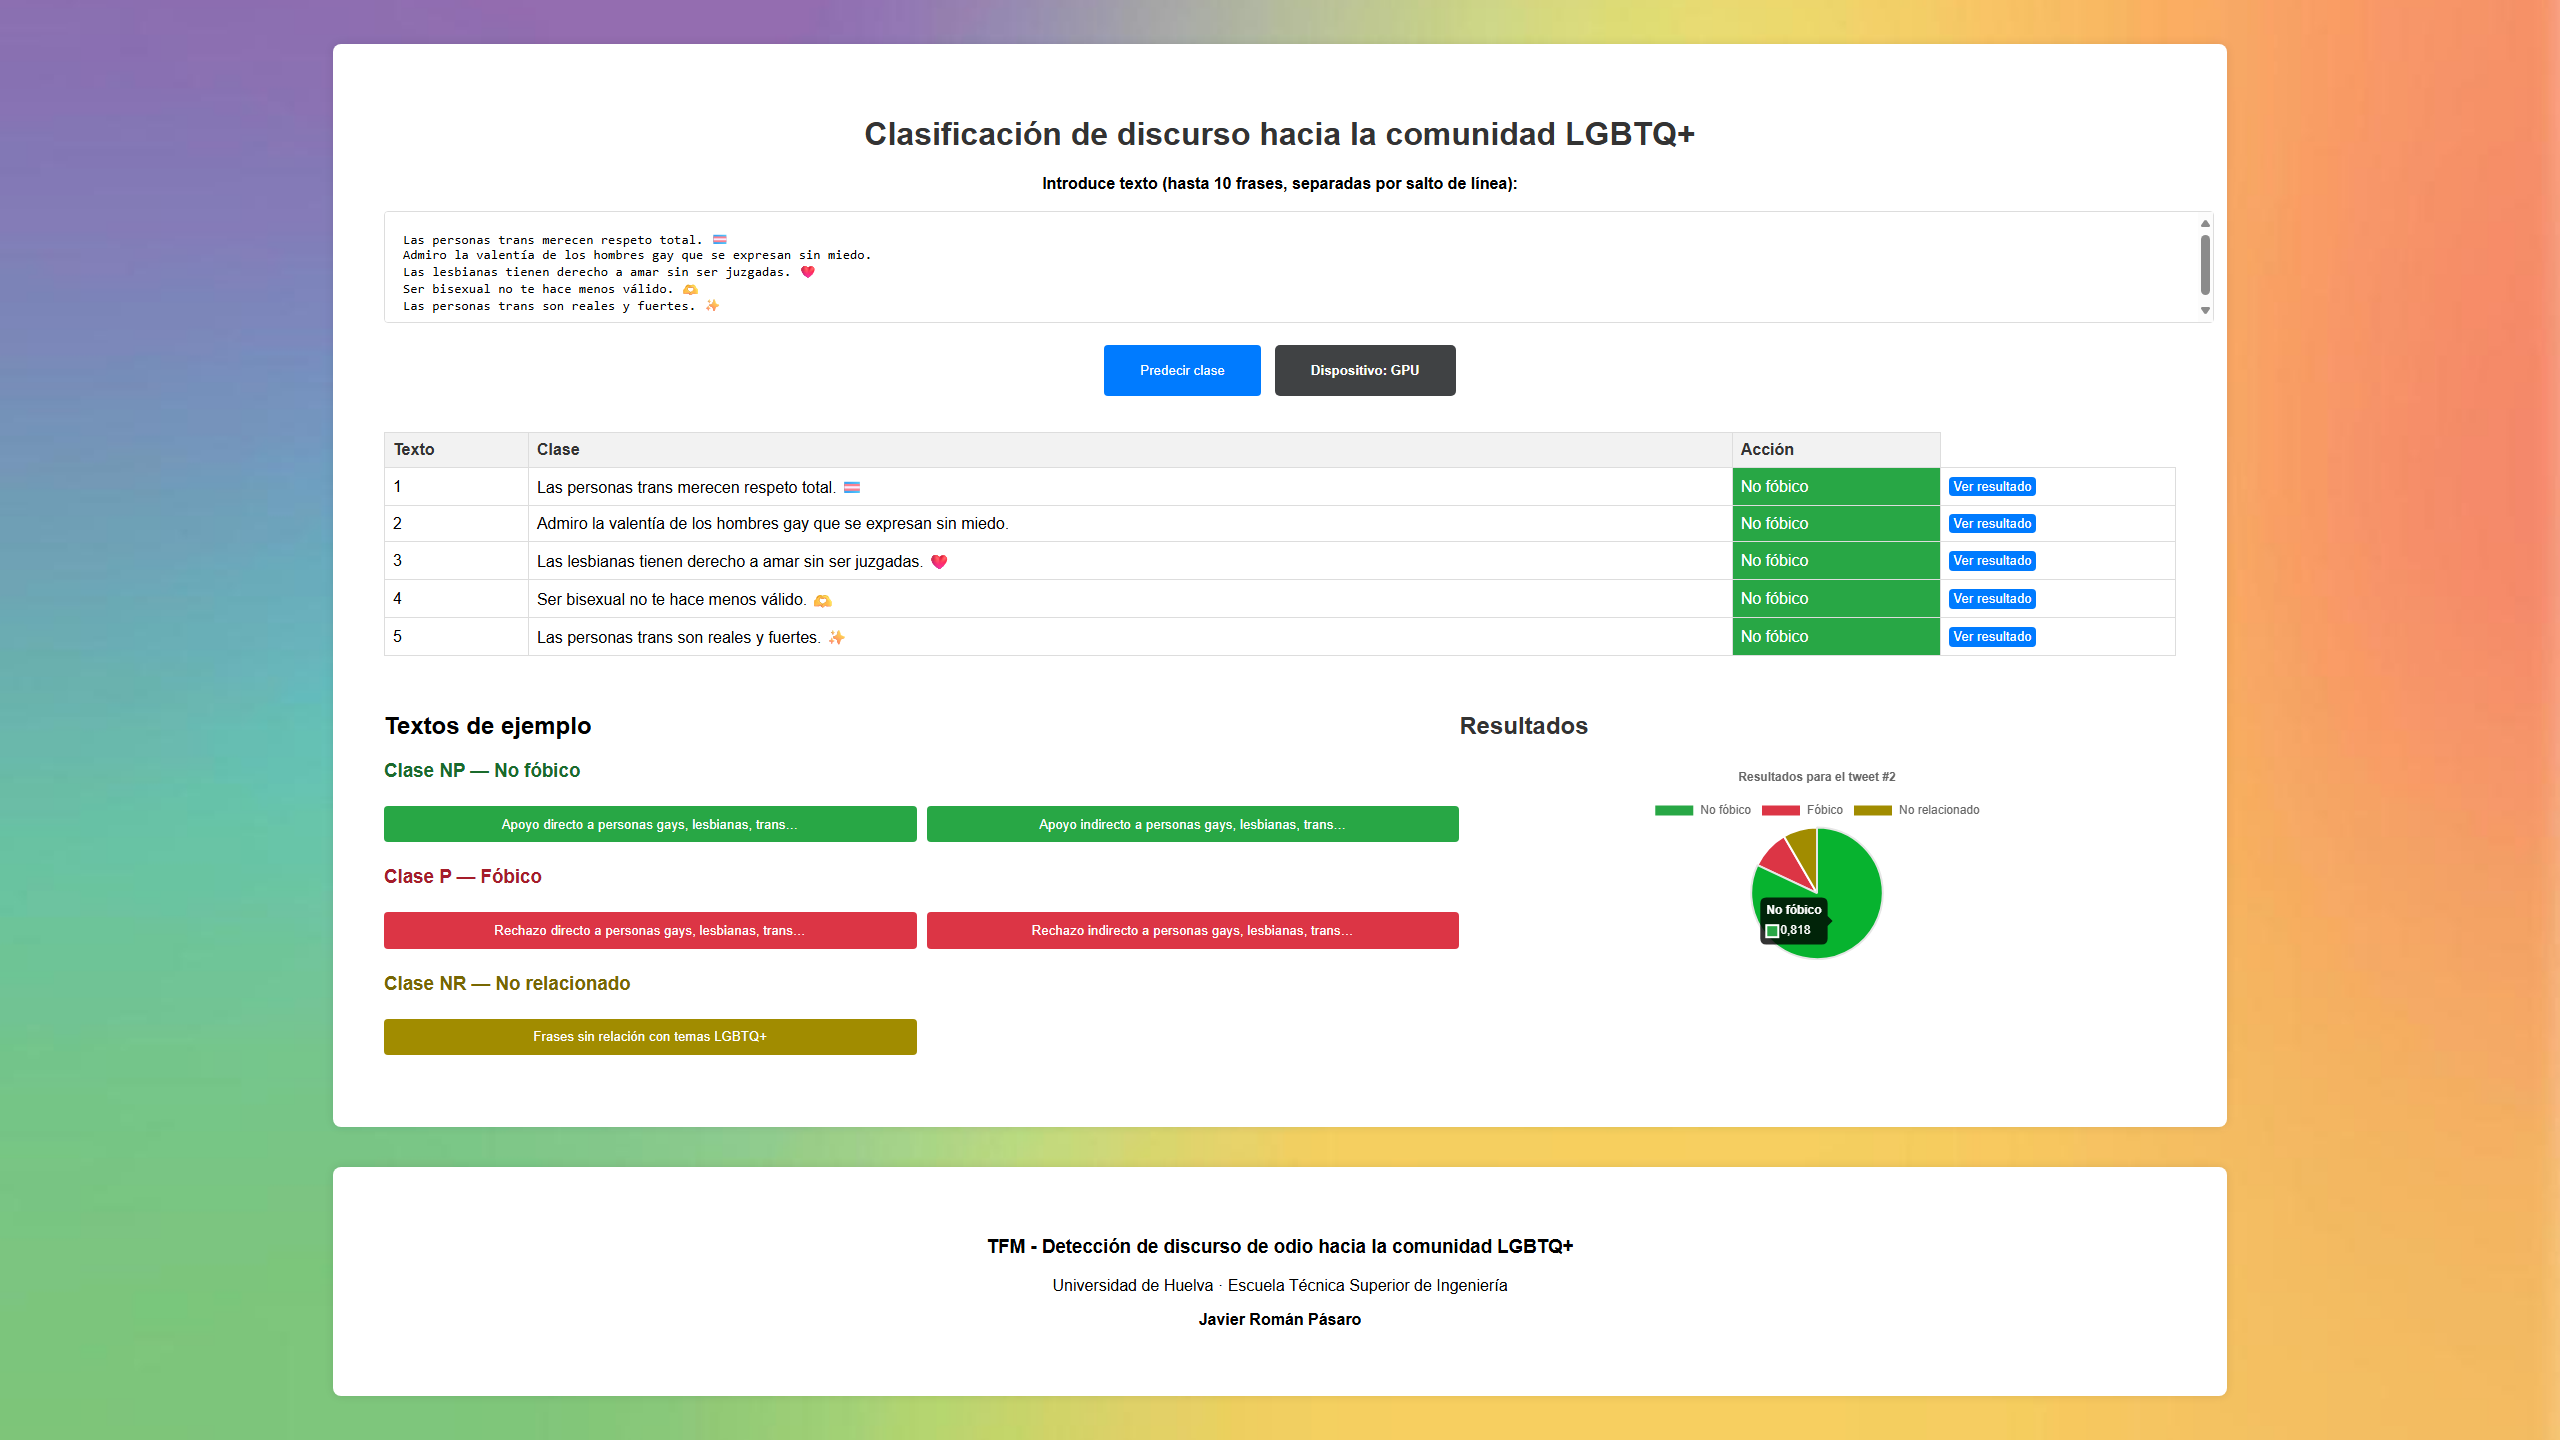 Clasificación de discurso hacia la comunidad LGBTQ+
Introduce texto (hasta 10 frases, separadas por salto de línea):
Las personas trans merecen respeto total. 🏳️‍⚧️
Admiro la valentía de los hombres gay que se expresan sin miedo.
Las lesbianas tienen derecho a amar sin ser juzgadas. ❤️
Ser bisexual no te hace menos válido. 🫶
Las personas trans son reales y fuertes. ✨
Predecir clase
Dispositivo: GPU
Texto Clase Acción
1 Las personas trans merecen respeto total. 🏳️‍⚧️ No fóbico Ver resultado
2 Admiro la valentía de los hombres gay que se expresan sin miedo. No fóbico Ver resultado
3 Las lesbianas tienen derecho a amar sin ser juzgadas. ❤️ No fóbico Ver resultado
4 Ser bisexual no te hace menos válido. 🫶 No fóbico Ver resultado
5 Las personas trans son reales y fuertes. ✨ No fóbico Ver resultado
Textos de ejemplo
Clase NP — No fóbico
Apoyo directo a personas gays, lesbianas, trans...
Apoyo indirecto a personas gays, lesbianas, trans...
Clase P — Fóbico
Rechazo directo a personas gays, lesbianas, trans...
Rechazo indirecto a personas gays, lesbianas, trans...
Clase NR — No relacionado
Frases sin relación con temas LGBTQ+
Resultados
Resultados para el tweet #2
No fóbico Fóbico No relacionado
No fóbico
0,818
TFM - Detección de discurso de odio hacia la comunidad LGBTQ+
Universidad de Huelva · Escuela Técnica Superior de Ingeniería
Javier Román Pásaro